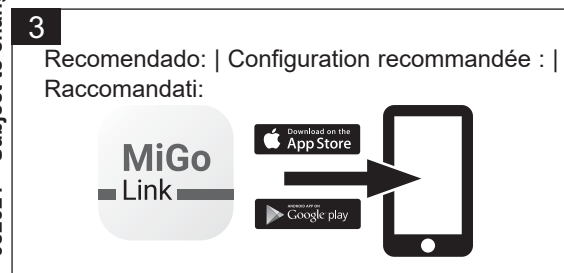 3
Recomendado: | Configuration recommandée : |
Raccomandati:
MiGo
Link
Download on the
App Store
ANDROID APP ON
Google play